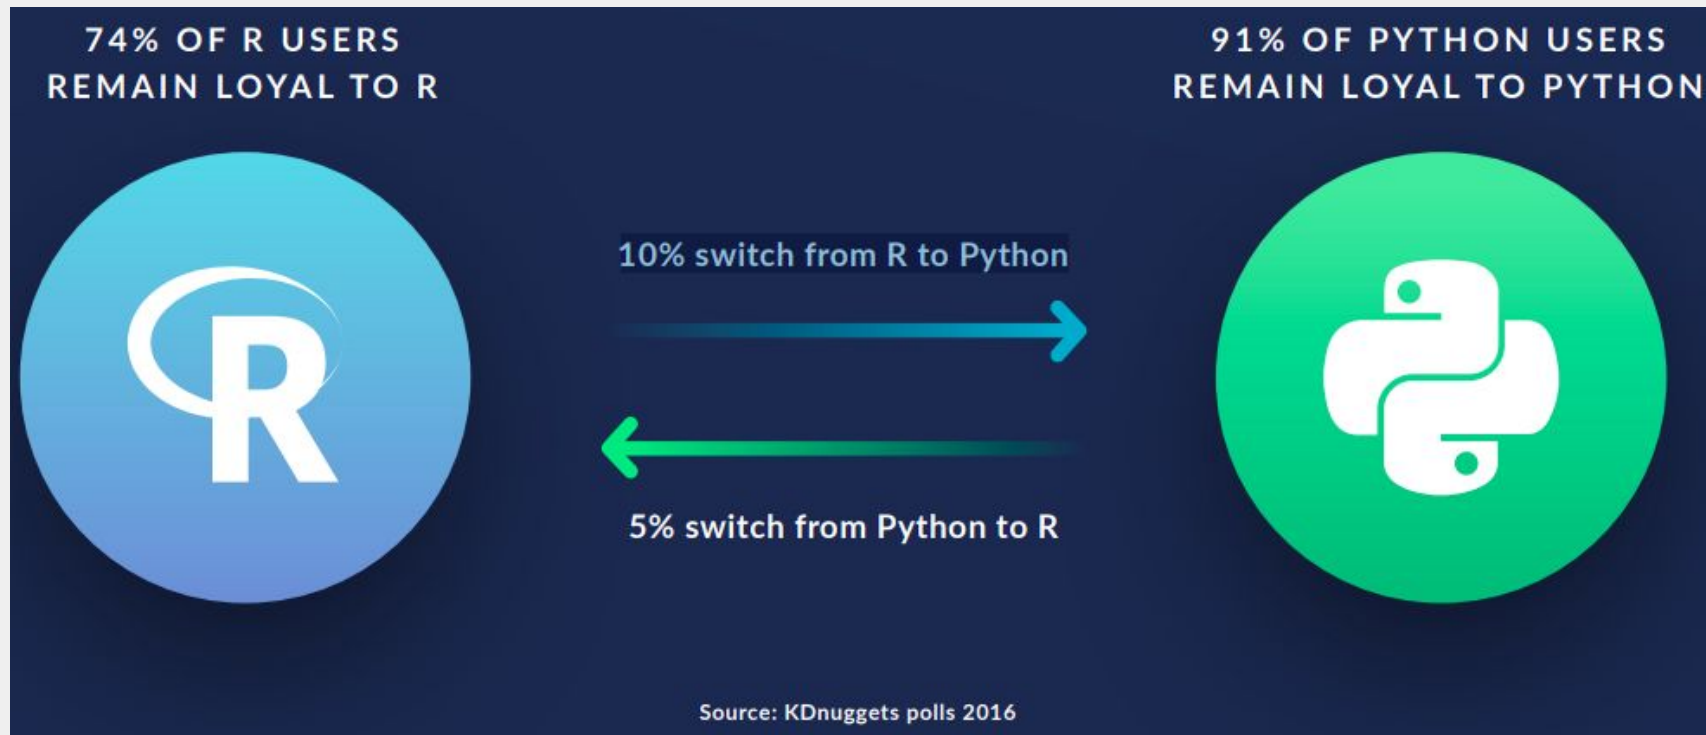 74% OF R USERS
REMAIN LOYAL TO R
91% OF PYTHON USERS
REMAIN LOYAL TO PYTHON
R
10% switch from R to Python
5% switch from Python to R
Source: KDnuggets polls 2016